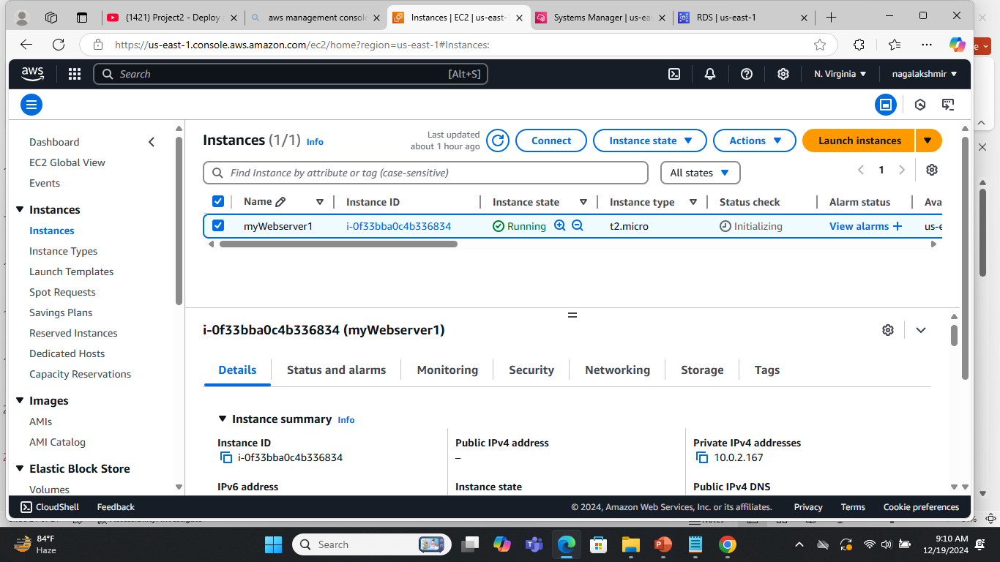 (1421) Project2 - Deploy
aws management console
Instances | EC2 | us-east-
Systems Manager | us-eas
RDS | us-east-1
https://us-east-1.console.aws.amazon.com/ec2/home?region=us-east-1#Instances:
aws
Search
[Alt+S]
N. Virginia
nagalakshmir
Dashboard
EC2 Global View
Events
Instances
Instances
Instance Types
Launch Templates
Spot Requests
Savings Plans
Reserved Instances
Dedicated Hosts
Capacity Reservations
Images
AMIs
AMI Catalog
Elastic Block Store
Volumes
Instances (1/1) Info
Last updated
about 1 hour ago
Connect
Instance state
Actions
Launch instances
Find Instance by attribute or tag (case-sensitive)
All states
1
Name Instance ID Instance state Instance type Status check Alarm status Ava
myWebserver1 i-0f33bba0c4b336834 Running t2.micro Initializing View alarms + us-e
i-0f33bba0c4b336834 (myWebserver1)
Details Status and alarms Monitoring Security Networking Storage Tags
Instance summary Info
Instance ID
i-0f33bba0c4b336834
Public IPv4 address
–
Private IPv4 addresses
10.0.2.167
IPv6 address
Instance state
Public IPv4 DNS
CloudShell Feedback
© 2024, Amazon Web Services, Inc. or its affiliates. Privacy Terms Cookie preferences
84°F
Haze
Search
9:10 AM
12/19/2024